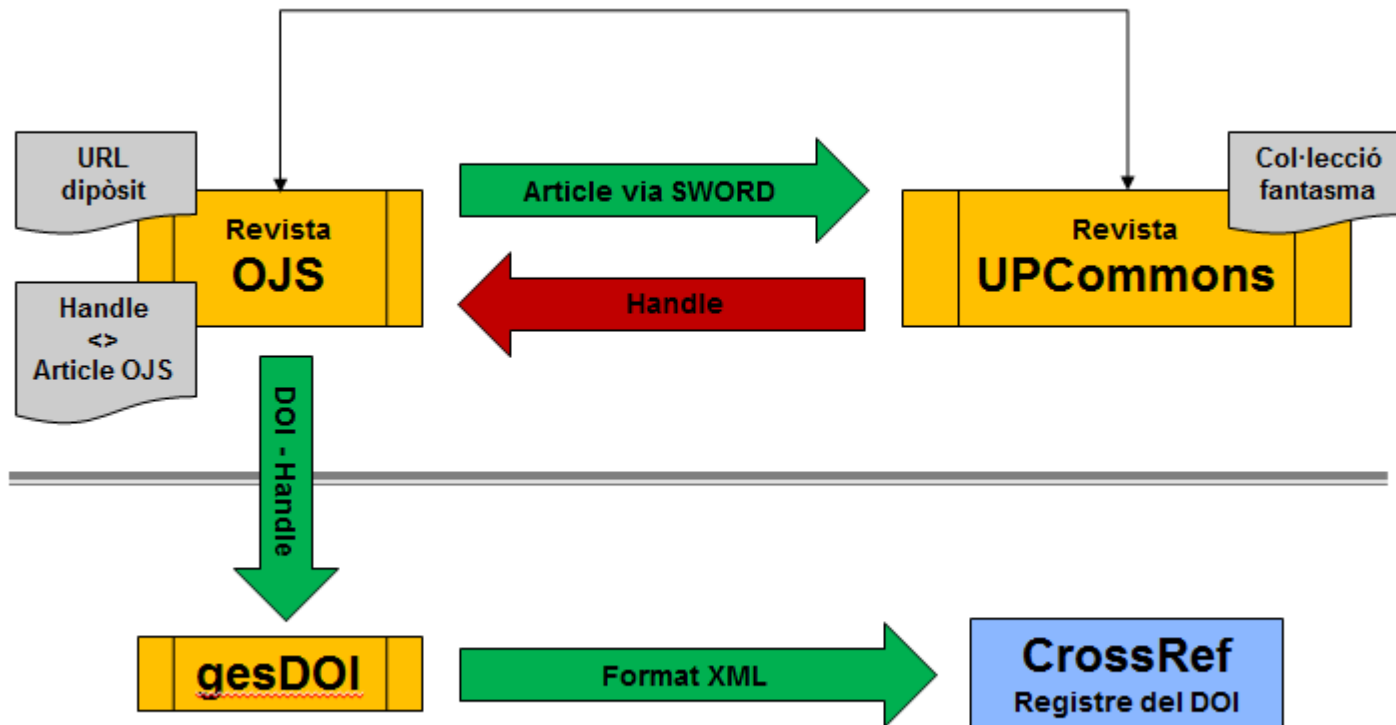 URL
dipòsit
Col·lecció
fantasma
Article via SWORD
Revista
OJS
Revista
UPCommons
Handle
<>
Article OJS
Handle
DOI - Handle
gesDOI
Format XML
CrossRef
Registre del DOI